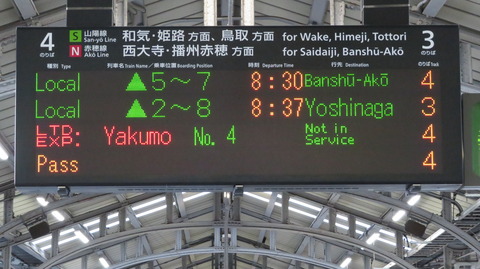 4 のりば S 山陽線 San-yō Line 和気・姫路方面、鳥取方面 for Wake, Himeji, Tottori 3 のりば
N 赤穂線 Akō Line 西大寺・播州赤穂方面 for Saidaiji, Banshū-Akō
種別 Type 列車名 Train Name／乗車位置 Boarding Position 時刻 Departure Time 行先 Destination のりば Track
Local ▲5～7 8:30 Banshū-Akō 4
Local ▲2～8 8:37 Yoshinaga 3
LTD. EXP. Yakumo No. 4 Not in Service 4
Pass 4